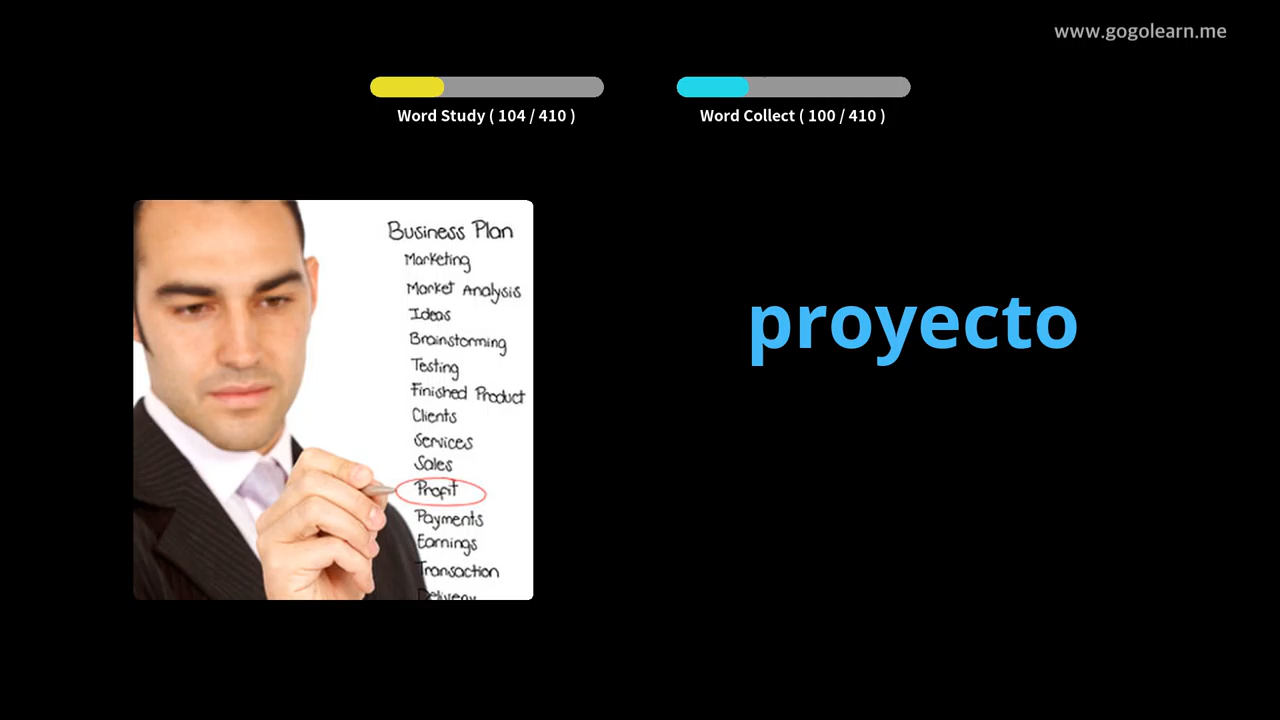 www.gogolearn.me
Word Study ( 104 / 410 )
Word Collect ( 100 / 410 )
Business Plan
Marketing
Market Analysis
Ideas
Brainstorming
Testing
Finished Product
Clients
Services
Sales
Profit
Payments
Earnings
Transaction
Delivery
proyecto